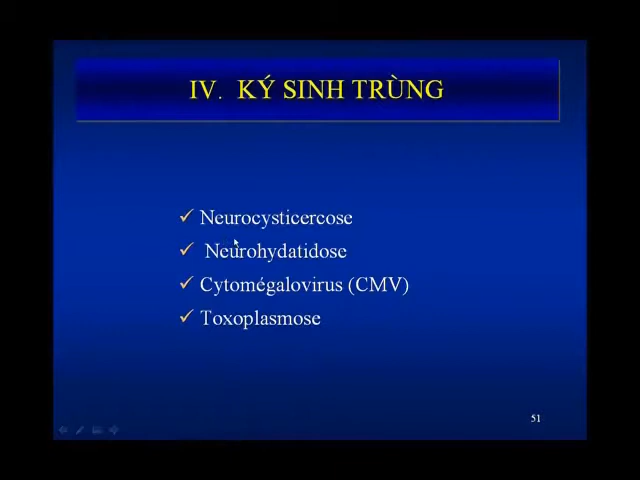 IV. KÝ SINH TRÙNG
Neurocysticercose
Neurohydatidose
Cytomégalovirus (CMV)
Toxoplasmose
51